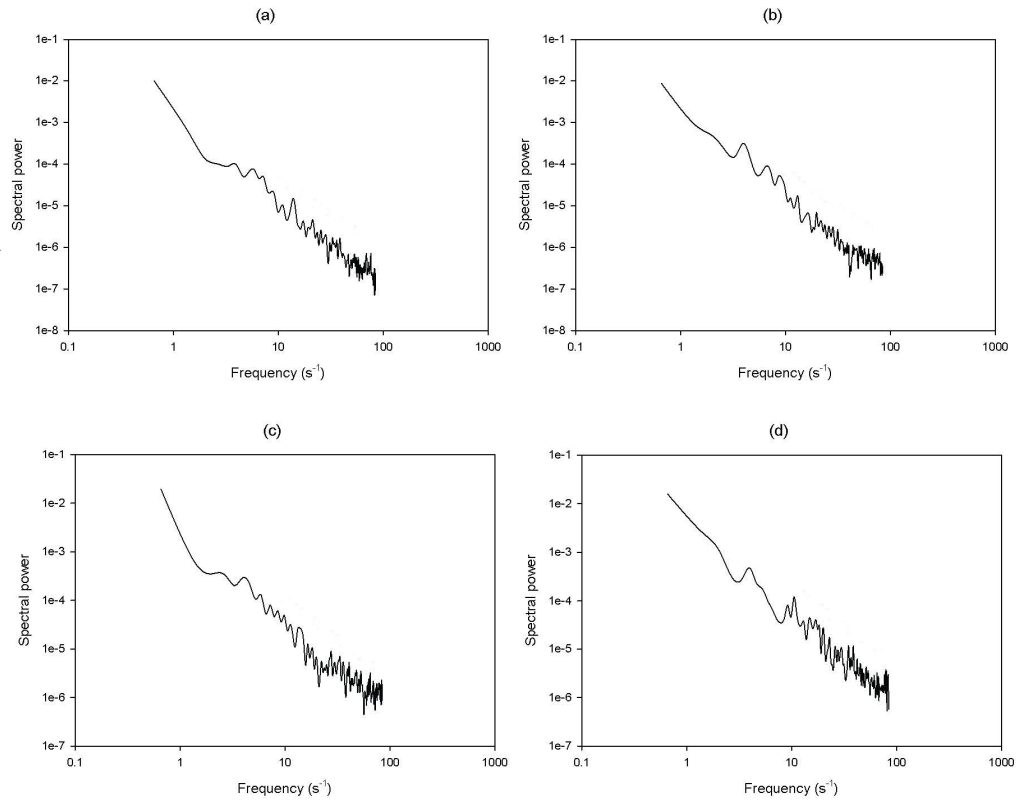 (a)
1e-1
1e-2
1e-3
1e-4
1e-5
1e-6
1e-7
1e-8
Spectral power
0.1 1 10 100 1000
Frequency (s⁻¹)
(b)
1e-1
1e-2
1e-3
1e-4
1e-5
1e-6
1e-7
1e-8
Spectral power
0.1 1 10 100 1000
Frequency (s⁻¹)
(c)
1e-1
1e-2
1e-3
1e-4
1e-5
1e-6
1e-7
Spectral power
0.1 1 10 100 1000
Frequency (s⁻¹)
(d)
1e-1
1e-2
1e-3
1e-4
1e-5
1e-6
1e-7
Spectral power
0.1 1 10 100 1000
Frequency (s⁻¹)